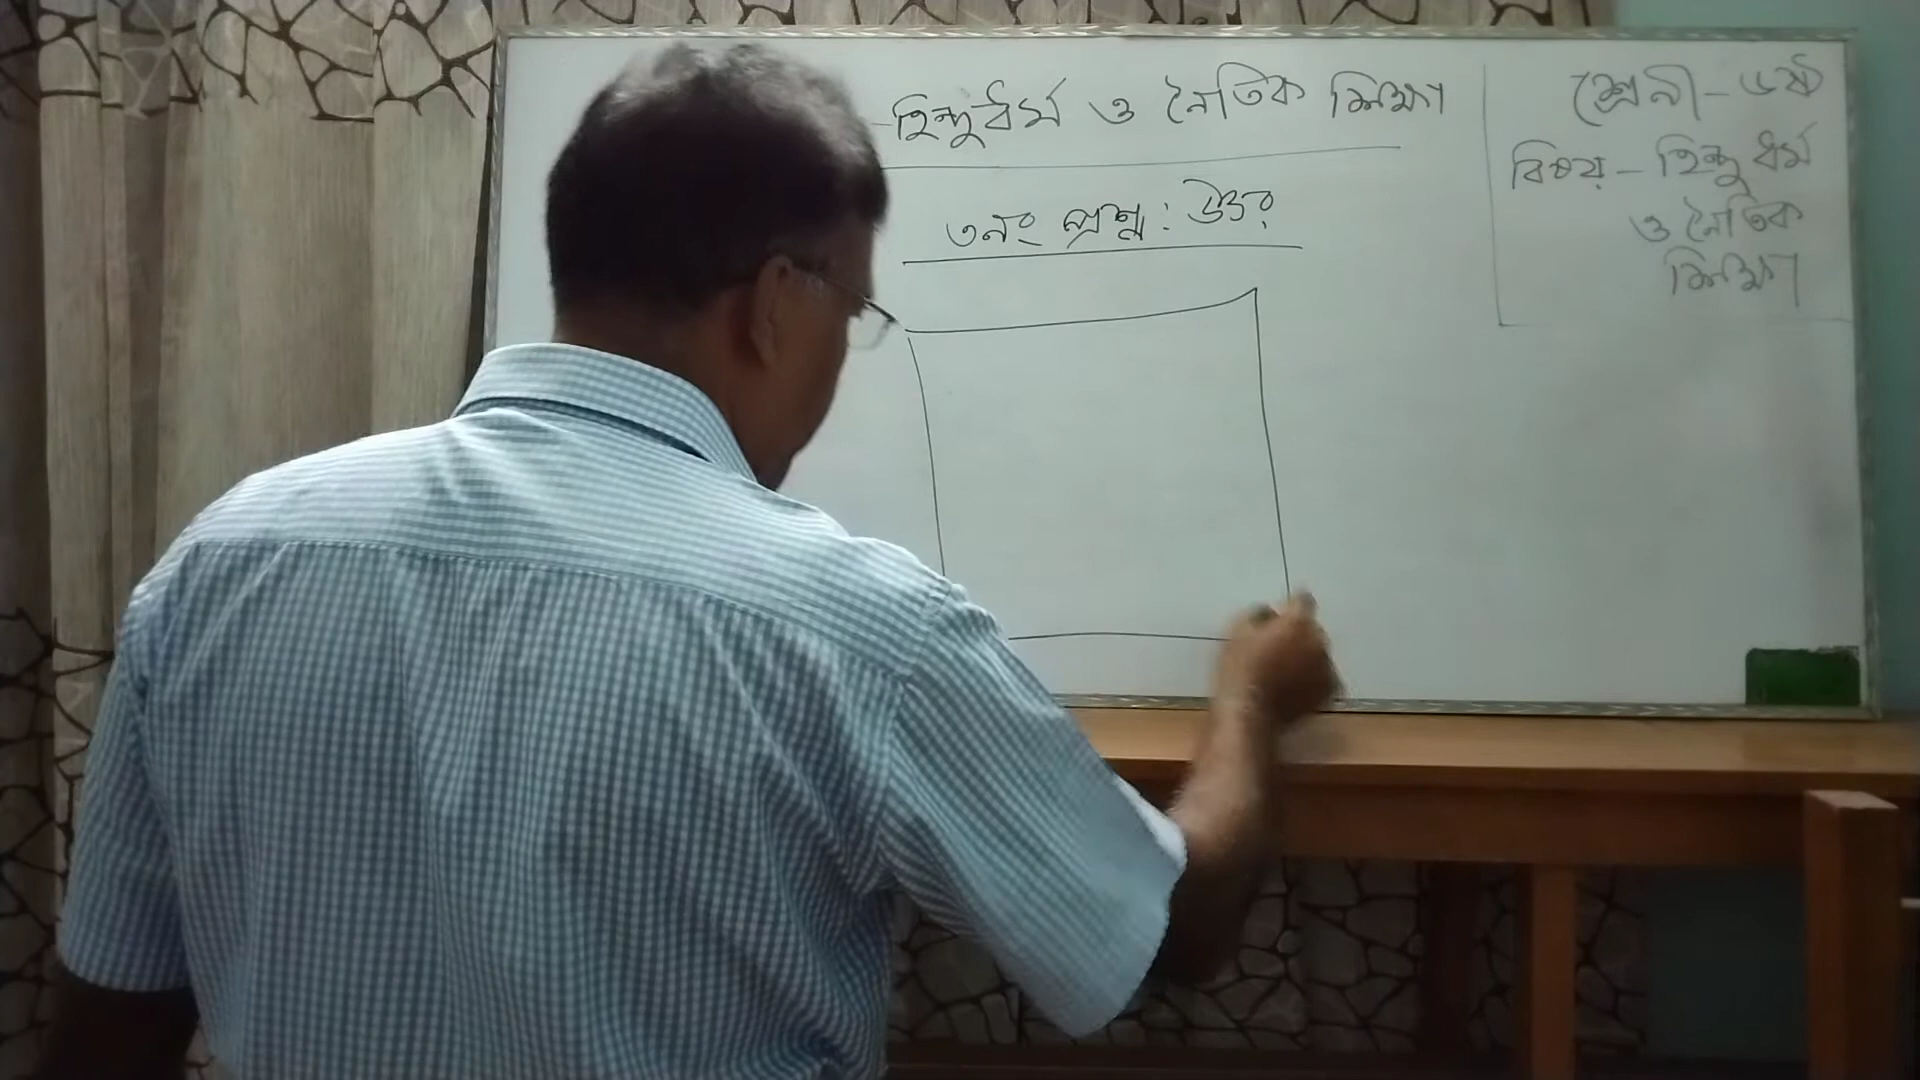 হিন্দুধর্ম ও নৈতিক শিক্ষা
৩নং প্রশ্ন : উত্তর
শ্রেনী - ৬ষ্ঠ
বিষয় - হিন্দু ধর্ম
ও নৈতিক
শিক্ষা